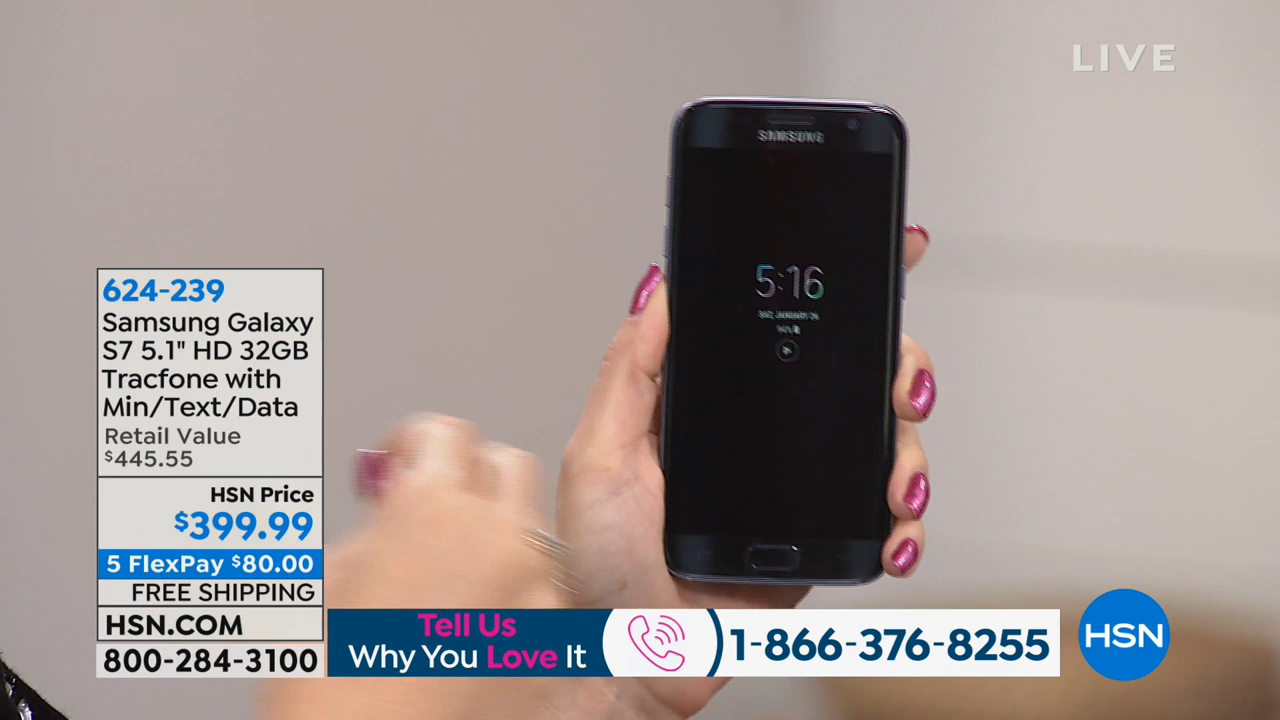 LIVE
SAMSUNG
5:16
SAT, JANUARY
624-239
Samsung Galaxy
S7 5.1" HD 32GB
Tracfone with
Min/Text/Data
Retail Value
$445.55
HSN Price
$399.99
5 FlexPay $80.00
FREE SHIPPING
HSN.COM
800-284-3100
Tell Us
Why You Love It
1-866-376-8255
HSN